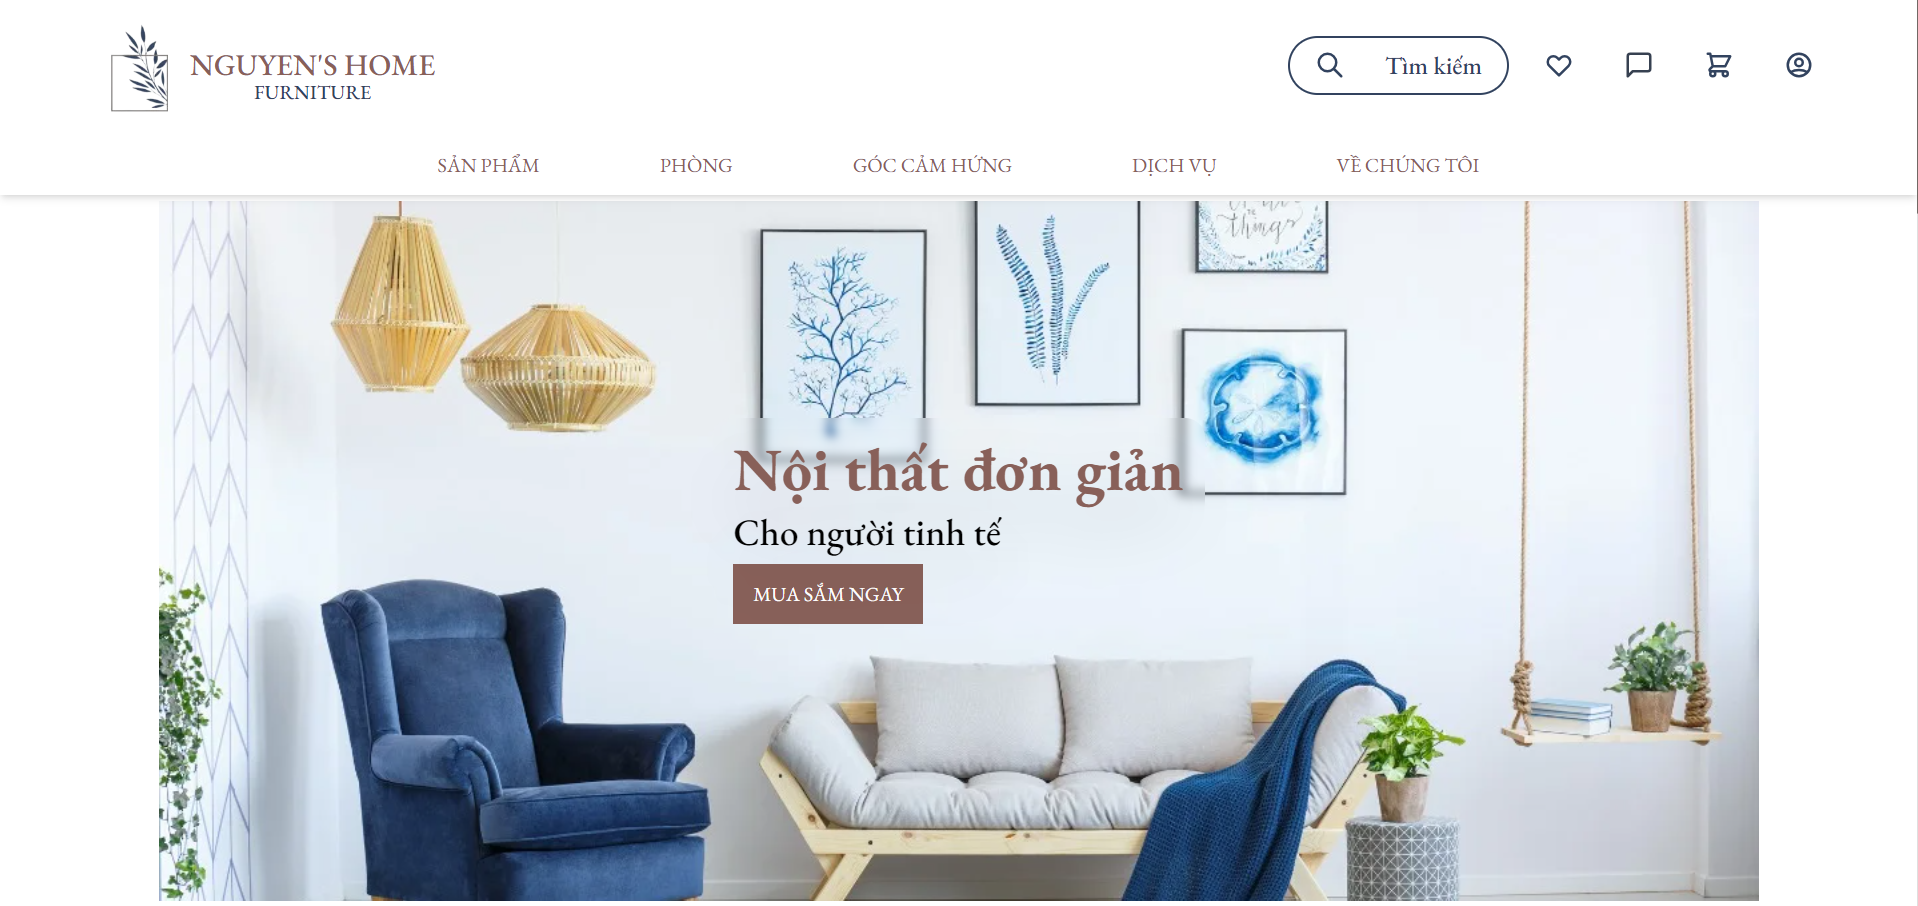 NGUYEN'S HOME
FURNITURE
Tìm kiếm
SẢN PHẨM
PHÒNG
GÓC CẢM HỨNG
DỊCH VỤ
VỀ CHÚNG TÔI
things
Nội thất đơn giản
Cho người tinh tế
MUA SẮM NGAY